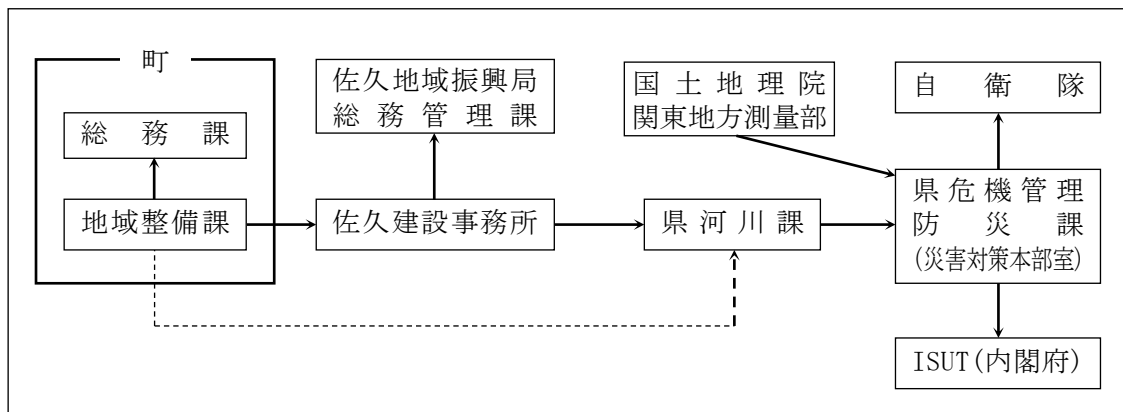 町
総務課
地域整備課
佐久地域振興局
総務管理課
佐久建設事務所
国土地理院
関東地方測量部
県河川課
自衛隊
県危機管理
防災課
(災害対策本部室)
ISUT(内閣府)